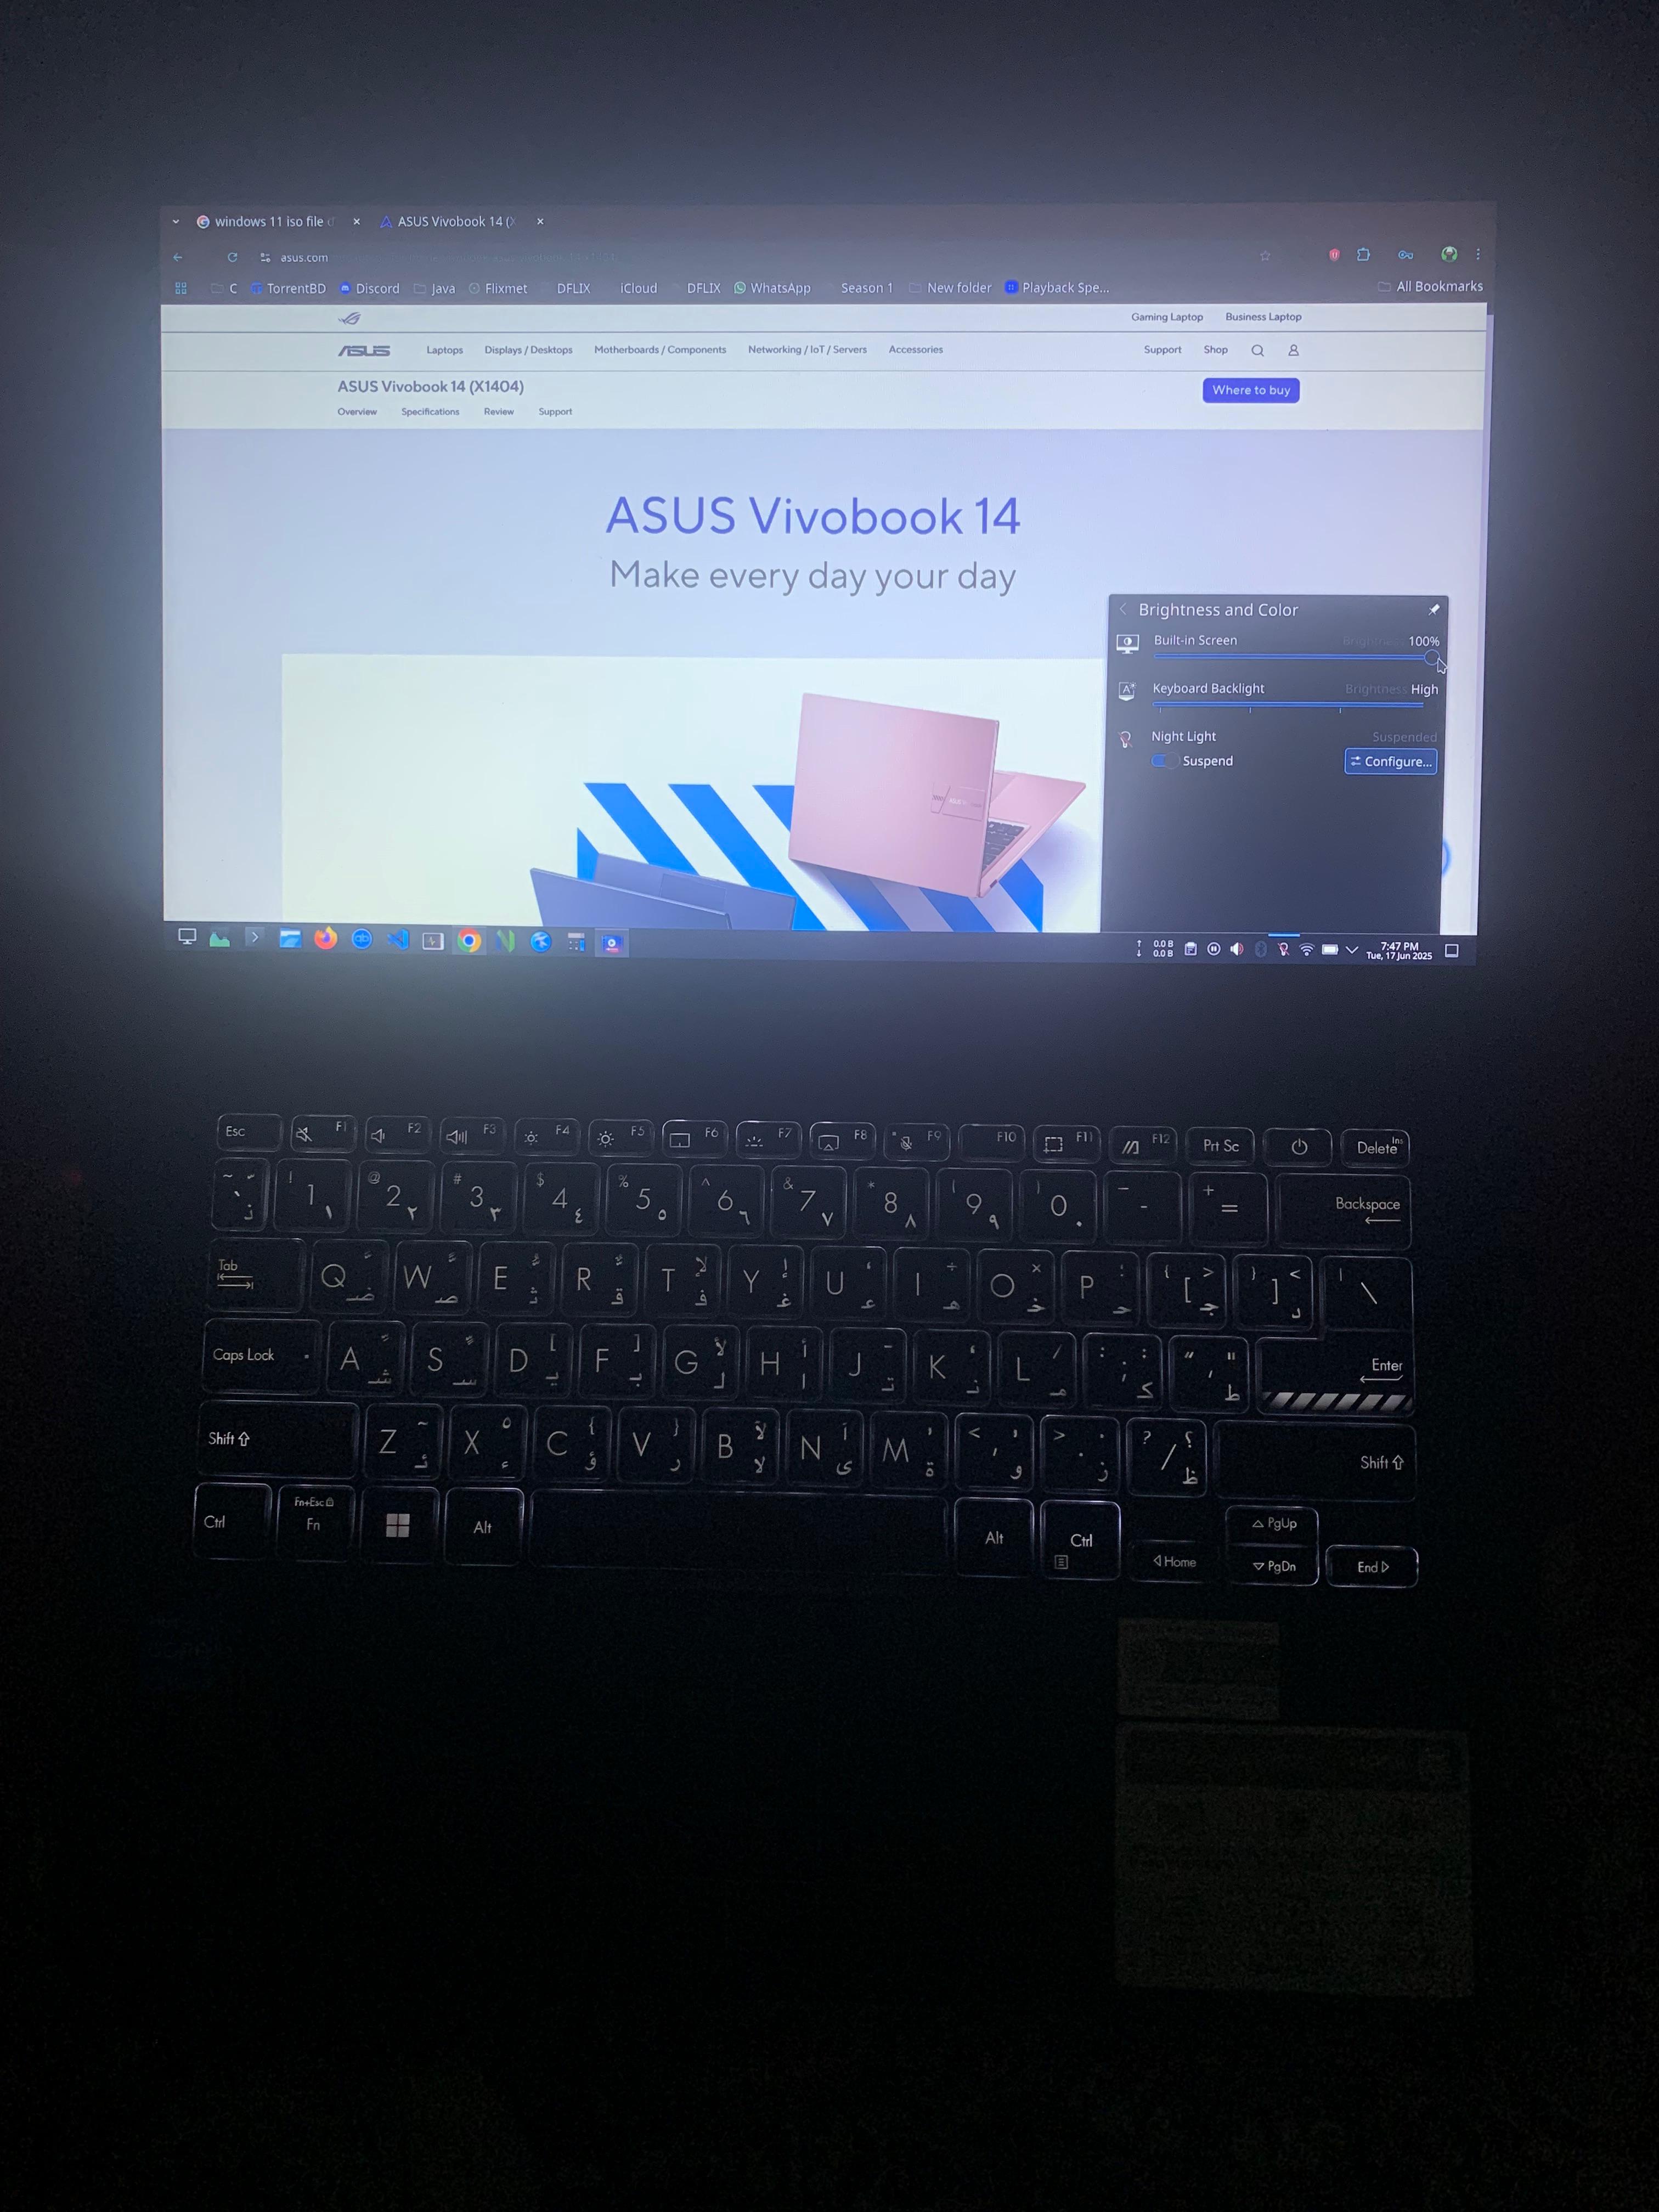 windows 11 iso file
ASUS Vivobook 14 (
asus.com
C TorrentBD Discord Java Flixmet DFLIX iCloud DFLIX WhatsApp Season 1 New folder Playback Spe... All Bookmarks
Gaming Laptop Business Laptop
ASUS Laptops Displays / Desktops Motherboards / Components Networking / IoT / Servers Accessories Support Shop
ASUS Vivobook 14 (X1404) Where to buy
Overview Specifications Review Support
ASUS Vivobook 14
Make every day your day
Brightness and Color
Built-in Screen Brightness 100%
Keyboard Backlight Brightness High
Night Light Suspended
Suspend Configure...
0.0 B
0.0 B
7:47 PM
Tue, 17 Jun 2025
Esc F1 F2 F3 F4 F5 F6 F7 F8 F9 F10 F11 F12 Prt Sc Delete Ins
~ ` ّ ذ ! 1 ١ @ 2 ٢ # 3 ٣ $ 4 ٤ % 5 ٥ ^ 6 ٦ & 7 ٧ * 8 ٨ ( 9 ٩ ) 0 ٠ _ - + = Backspace
Tab Q ض W ص E ث R ق T لإ ف Y إ غ U ع I ÷ ه O × خ P ؛ ح { [ > ج } ] < د | \
Caps Lock A ش S س D [ ي F ] ب G لأ ل H أ ا J ـ ت K ، ن L / م : ; : ك " ' " ط Enter
Shift Z ~ ئ X ء C { ؤ V } ر B لآ لا N آ ى M ' ة < , و > . ز ? / ؟ ظ Shift
Ctrl Fn+Esc Fn Alt Alt Ctrl Home PgUp PgDn End